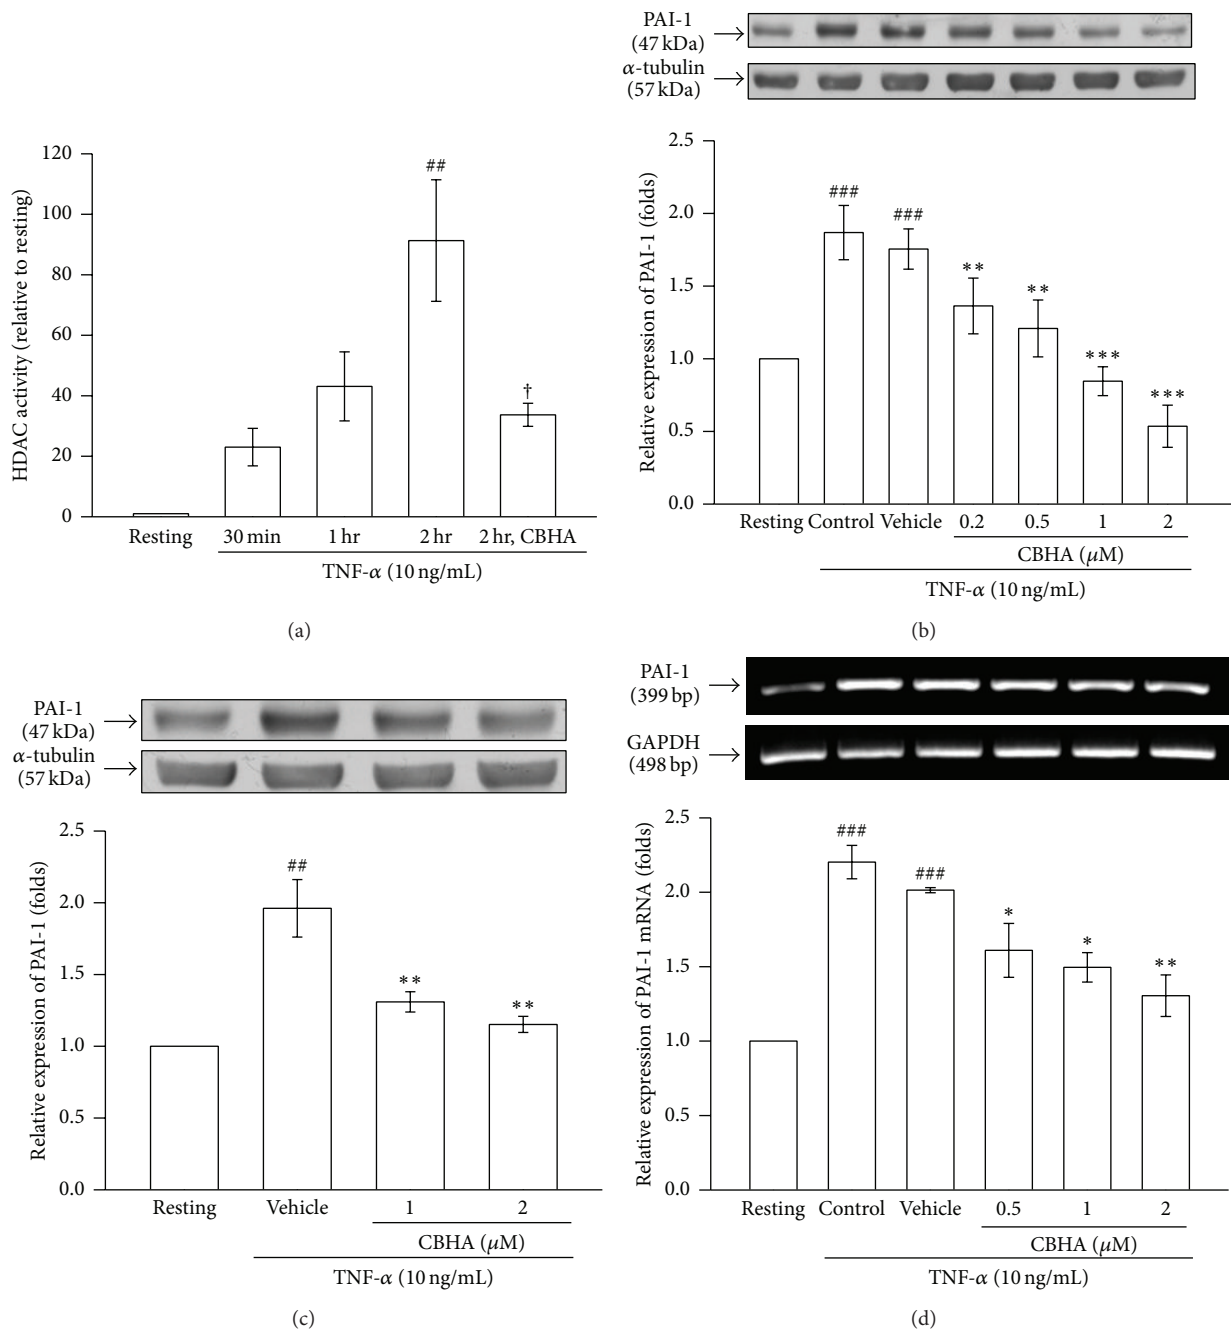 HDAC activity (relative to resting)
120
100
80
60
40
20
0
##
†
Resting 30 min 1 hr 2 hr 2 hr, CBHA
TNF-α (10 ng/mL)
(a)
PAI-1
(47 kDa)
α-tubulin
(57 kDa)
Relative expression of PAI-1 (folds)
2.5
2.0
1.5
1.0
0.5
0.0
###
###
**
**
***
***
Resting Control Vehicle 0.2 0.5 1 2
CBHA (μM)
TNF-α (10 ng/mL)
(b)
PAI-1
(47 kDa)
α-tubulin
(57 kDa)
Relative expression of PAI-1 (folds)
2.5
2.0
1.5
1.0
0.5
0.0
##
**
**
Resting Vehicle 1 2
CBHA (μM)
TNF-α (10 ng/mL)
(c)
PAI-1
(399 bp)
GAPDH
(498 bp)
Relative expression of PAI-1 mRNA (folds)
2.5
2.0
1.5
1.0
0.5
0.0
###
###
*
*
**
Resting Control Vehicle 0.5 1 2
CBHA (μM)
TNF-α (10 ng/mL)
(d)